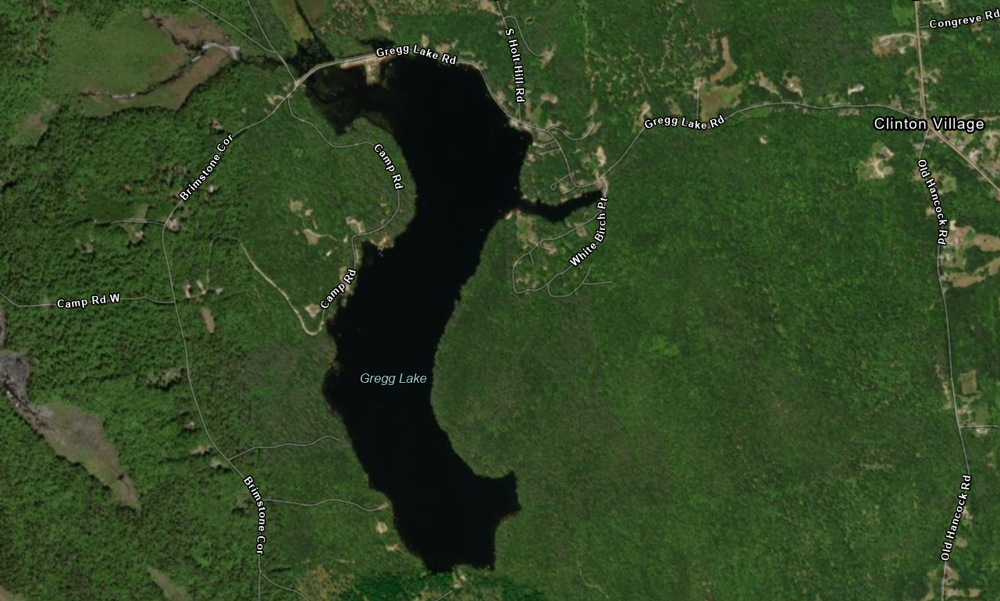 Congreve Rd
Gregg Lake Rd
S Holt Hill Rd
Gregg Lake Rd
Clinton Village
Brimstone Cor
Camp Rd
Old Hancock Rd
White Birch Pt
Camp Rd
Camp Rd W
Gregg Lake
Brimstone Cor
Old Hancock Rd